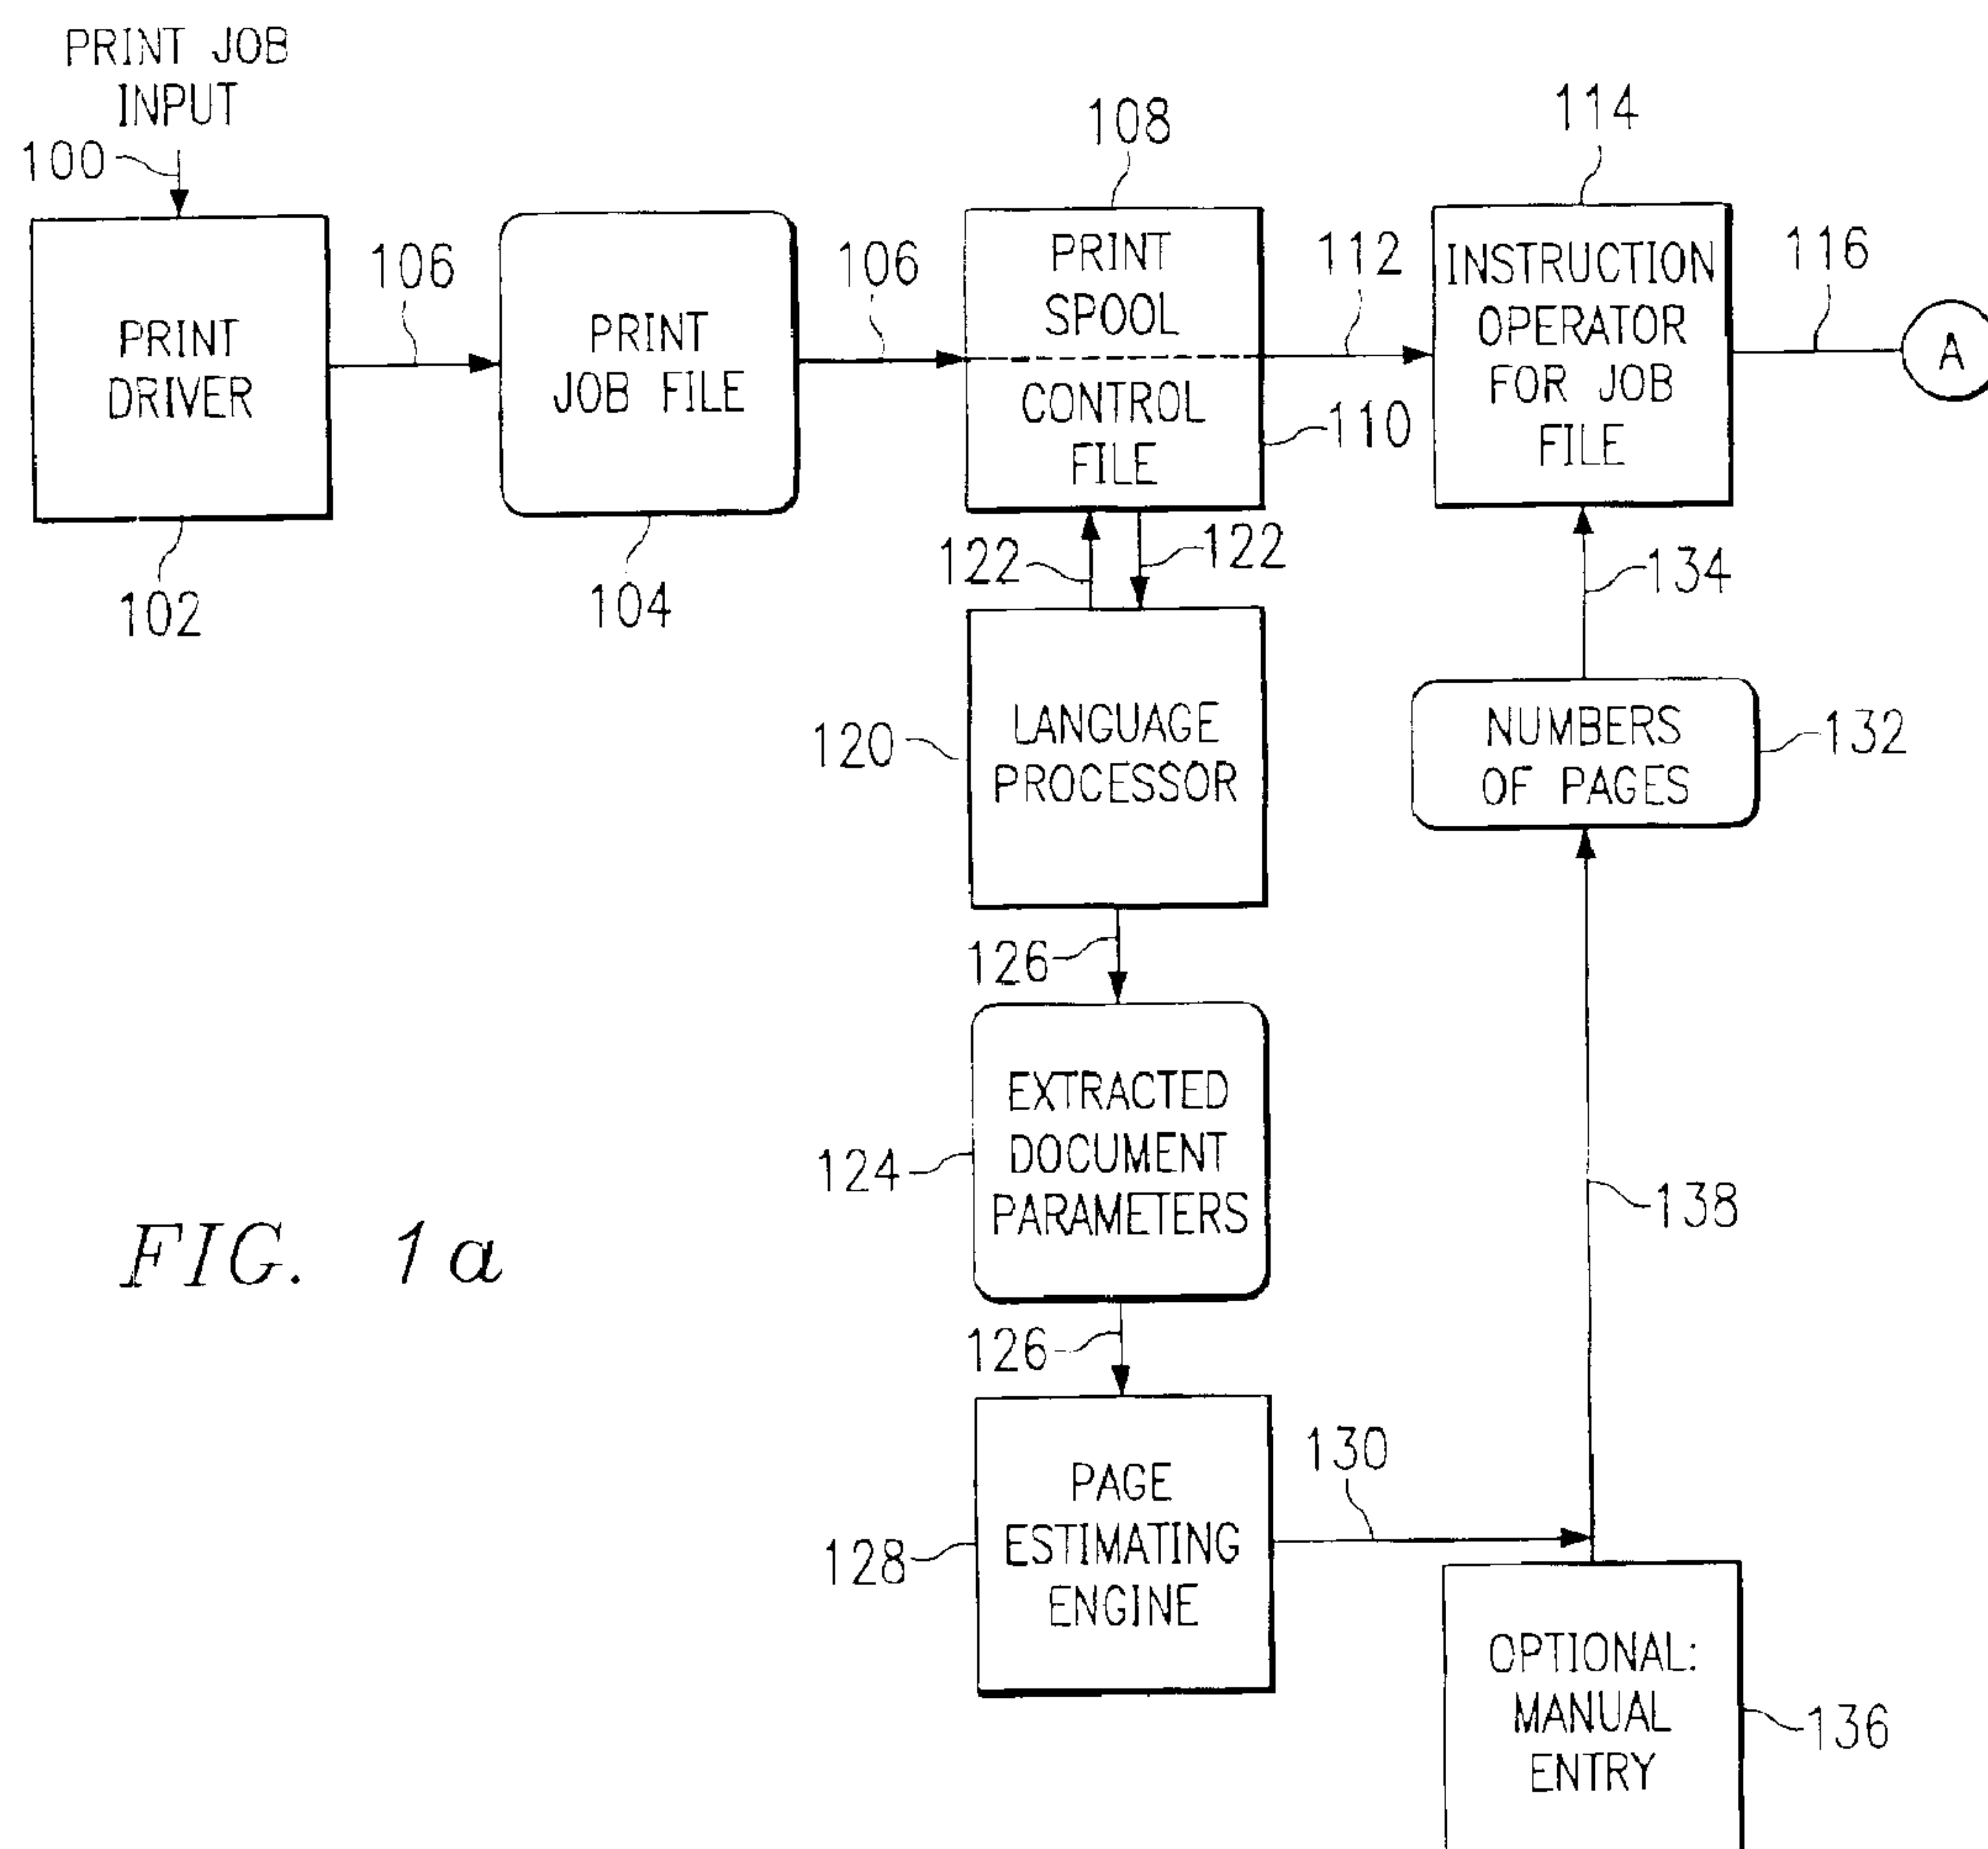 PRINT JOB
INPUT
100
108
114
106
106
112
116
PRINT
DRIVER
PRINT
JOB FILE
PRINT
SPOOL
CONTROL
FILE
110
INSTRUCTION
OPERATOR
FOR JOB
FILE
A
102
104
122
122
134
120
LANGUAGE
PROCESSOR
NUMBERS
OF PAGES
132
126
124
EXTRACTED
DOCUMENT
PARAMETERS
138
FIG. 1a
126
130
128
PAGE
ESTIMATING
ENGINE
OPTIONAL:
MANUAL
ENTRY
136